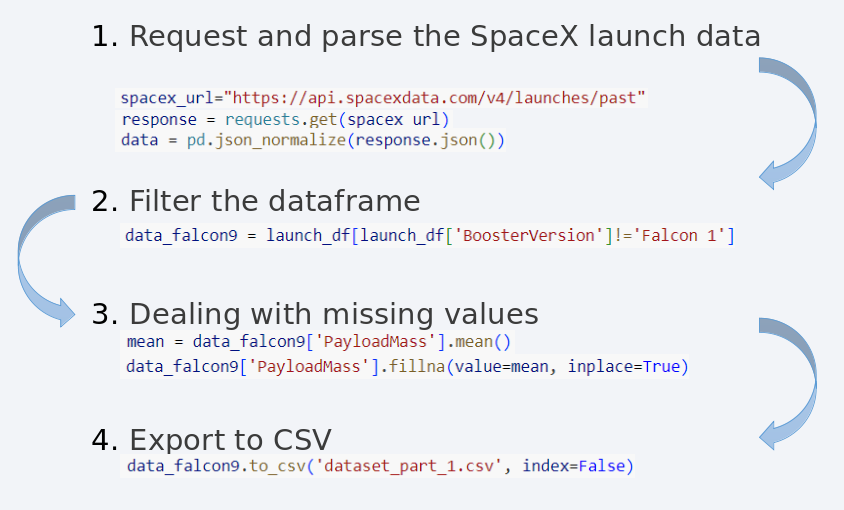 1. Request and parse the SpaceX launch data
spacex_url="https://api.spacexdata.com/v4/launches/past"
response = requests.get(spacex url)
data = pd.json_normalize(response.json())
2. Filter the dataframe
data_falcon9 = launch_df[launch_df['BoosterVersion']!='Falcon 1']
3. Dealing with missing values
mean = data_falcon9['PayloadMass'].mean()
data_falcon9['PayloadMass'].fillna(value=mean, inplace=True)
4. Export to CSV
data_falcon9.to_csv('dataset_part_1.csv', index=False)